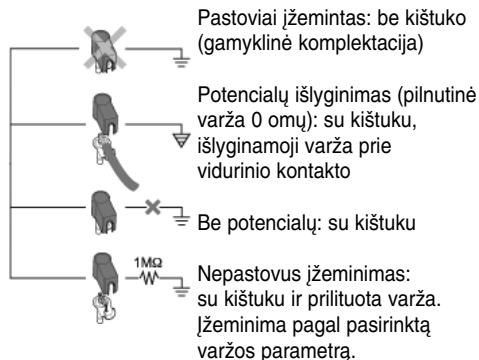 Pastoviai įžemintas: be kištuko
(gamyklinė komplektacija)
Potencialų išlyginimas (pilnutinė
varža 0 omų): su kištuku,
išlyginamoji varža prie
vidurinio kontakto
Be potencialų: su kištuku
1MΩ
Nepastovus įžeminimas:
su kištuku ir prilituota varža.
Įžeminima pagal pasirinktą
varžos parametrą.